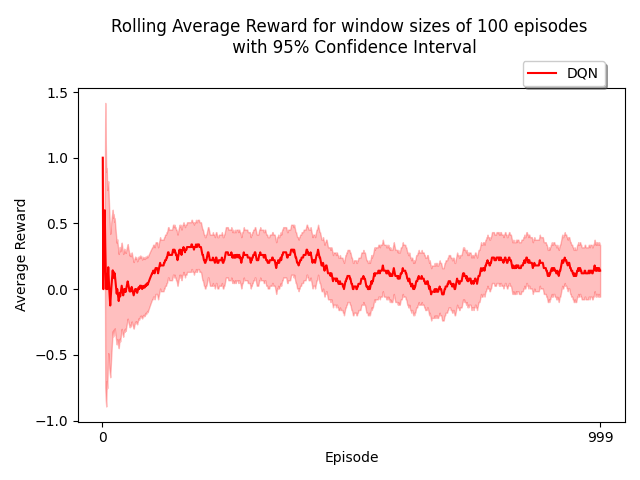 Rolling Average Reward for window sizes of 100 episodes
with 95% Confidence Interval
DQN
Average Reward
1.5
1.0
0.5
0.0
−0.5
−1.0
0
999
Episode